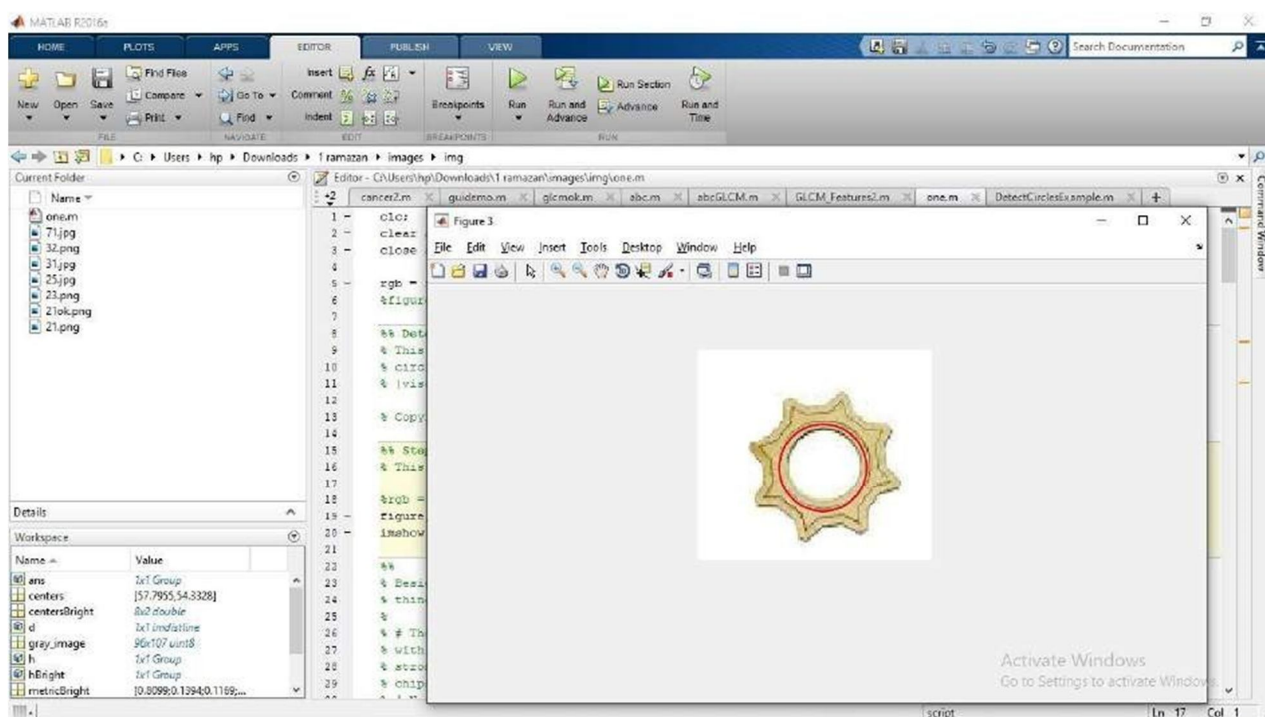 MATLAB R2016a
HOME PLOTS APPS EDITOR PUBLISH VIEW
Search Documentation
New Open Save
Find Files
Compare
Print
Go To
Find
Insert
Comment
Indent
Breakpoints
Run
Run and Advance
Run Section
Advance
Run and Time
FILE NAVIGATE EDIT BREAKPOINTS RUN
C: Users hp Downloads 1 ramazan images img
Current Folder
Name
one.m
71.jpg
32.png
31.jpg
25.jpg
23.png
21ok.png
21.png
Details
Workspace
Name Value
ans 1x1 Group
centers [57.7955,54.3328]
centersBright 8x2 double
d 1x1 imdistline
gray_image 96x107 uint8
h 1x1 Group
hBright 1x1 Group
metricBright [0.8099;0.1394;0.1169;...
Editor - C:\Users\hp\Downloads\1 ramazan\images\img\one.m
+2 cancer2.m guidemo.m glcmok.m abc.m abcGLCM.m GLCM_Features2.m one.m DetectCirclesExample.m +
1 clc;
2 clear
3 close
4
5 rgb =
6 %figur
7
8 %% Det
9 % This
10 % circ
11 % |vis
12
13 % Copy
14
15 %% Ste
16 % This
17
18 %rgb =
19 figure
20 imshow
21
22 %%
23 % Besi
24 % thin
25 %
26 % # Th
27 % with
28 % stro
29 % chip
Figure 3
File Edit View Insert Tools Desktop Window Help
Command Window
Activate Windows
Go to Settings to activate Windows.
script Ln 17 Col 1